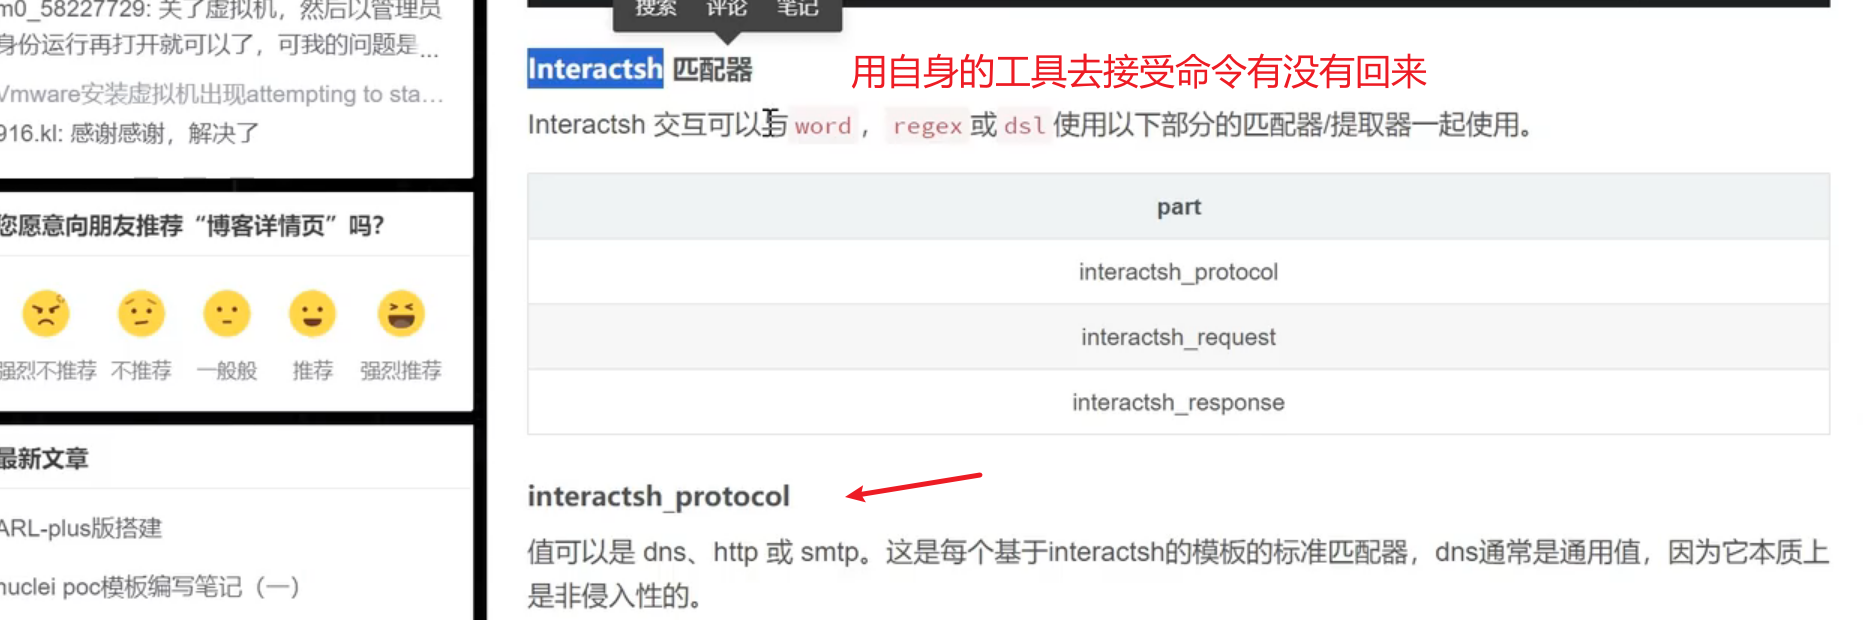 m0_58227729: 关了虚拟机，然后以管理员
身份运行再打开就可以了，可我的问题是...
Vmware安装虚拟机出现attempting to sta...
916.kl: 感谢感谢，解决了
您愿意向朋友推荐“博客详情页”吗？
强烈不推荐 不推荐 一般般 推荐 强烈推荐
最新文章
ARL-plus版搭建
nuclei poc模板编写笔记（一）
搜索 评论 笔记
Interactsh 匹配器
用自身的工具去接受命令有没有回来
Interactsh 交互可以与 word ， regex 或 dsl 使用以下部分的匹配器/提取器一起使用。
part
interactsh_protocol
interactsh_request
interactsh_response
interactsh_protocol
值可以是 dns、http 或 smtp。这是每个基于interactsh的模板的标准匹配器，dns通常是通用值，因为它本质上
是非侵入性的。